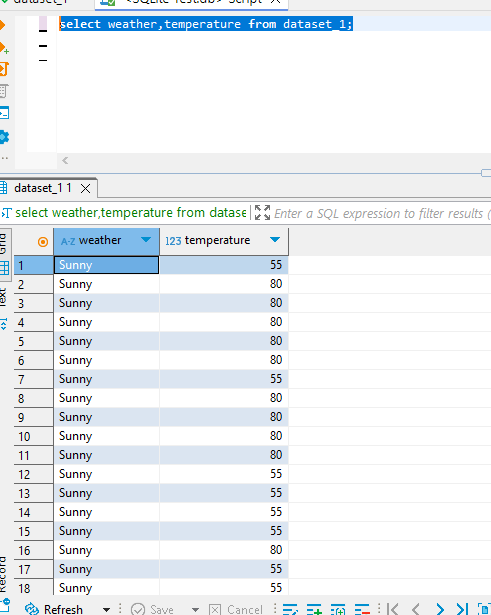 dataset_1
<SQLite Test.db> Script
select weather,temperature from dataset_1;
dataset_1 1
select weather,temperature from datase
Enter a SQL expression to filter results (
Grid
Text
Record
A-Z weather
123 temperature
1 Sunny 55
2 Sunny 80
3 Sunny 80
4 Sunny 80
5 Sunny 80
6 Sunny 80
7 Sunny 55
8 Sunny 80
9 Sunny 80
10 Sunny 80
11 Sunny 80
12 Sunny 55
13 Sunny 55
14 Sunny 55
15 Sunny 55
16 Sunny 80
17 Sunny 55
18 Sunny 55
Refresh Save Cancel